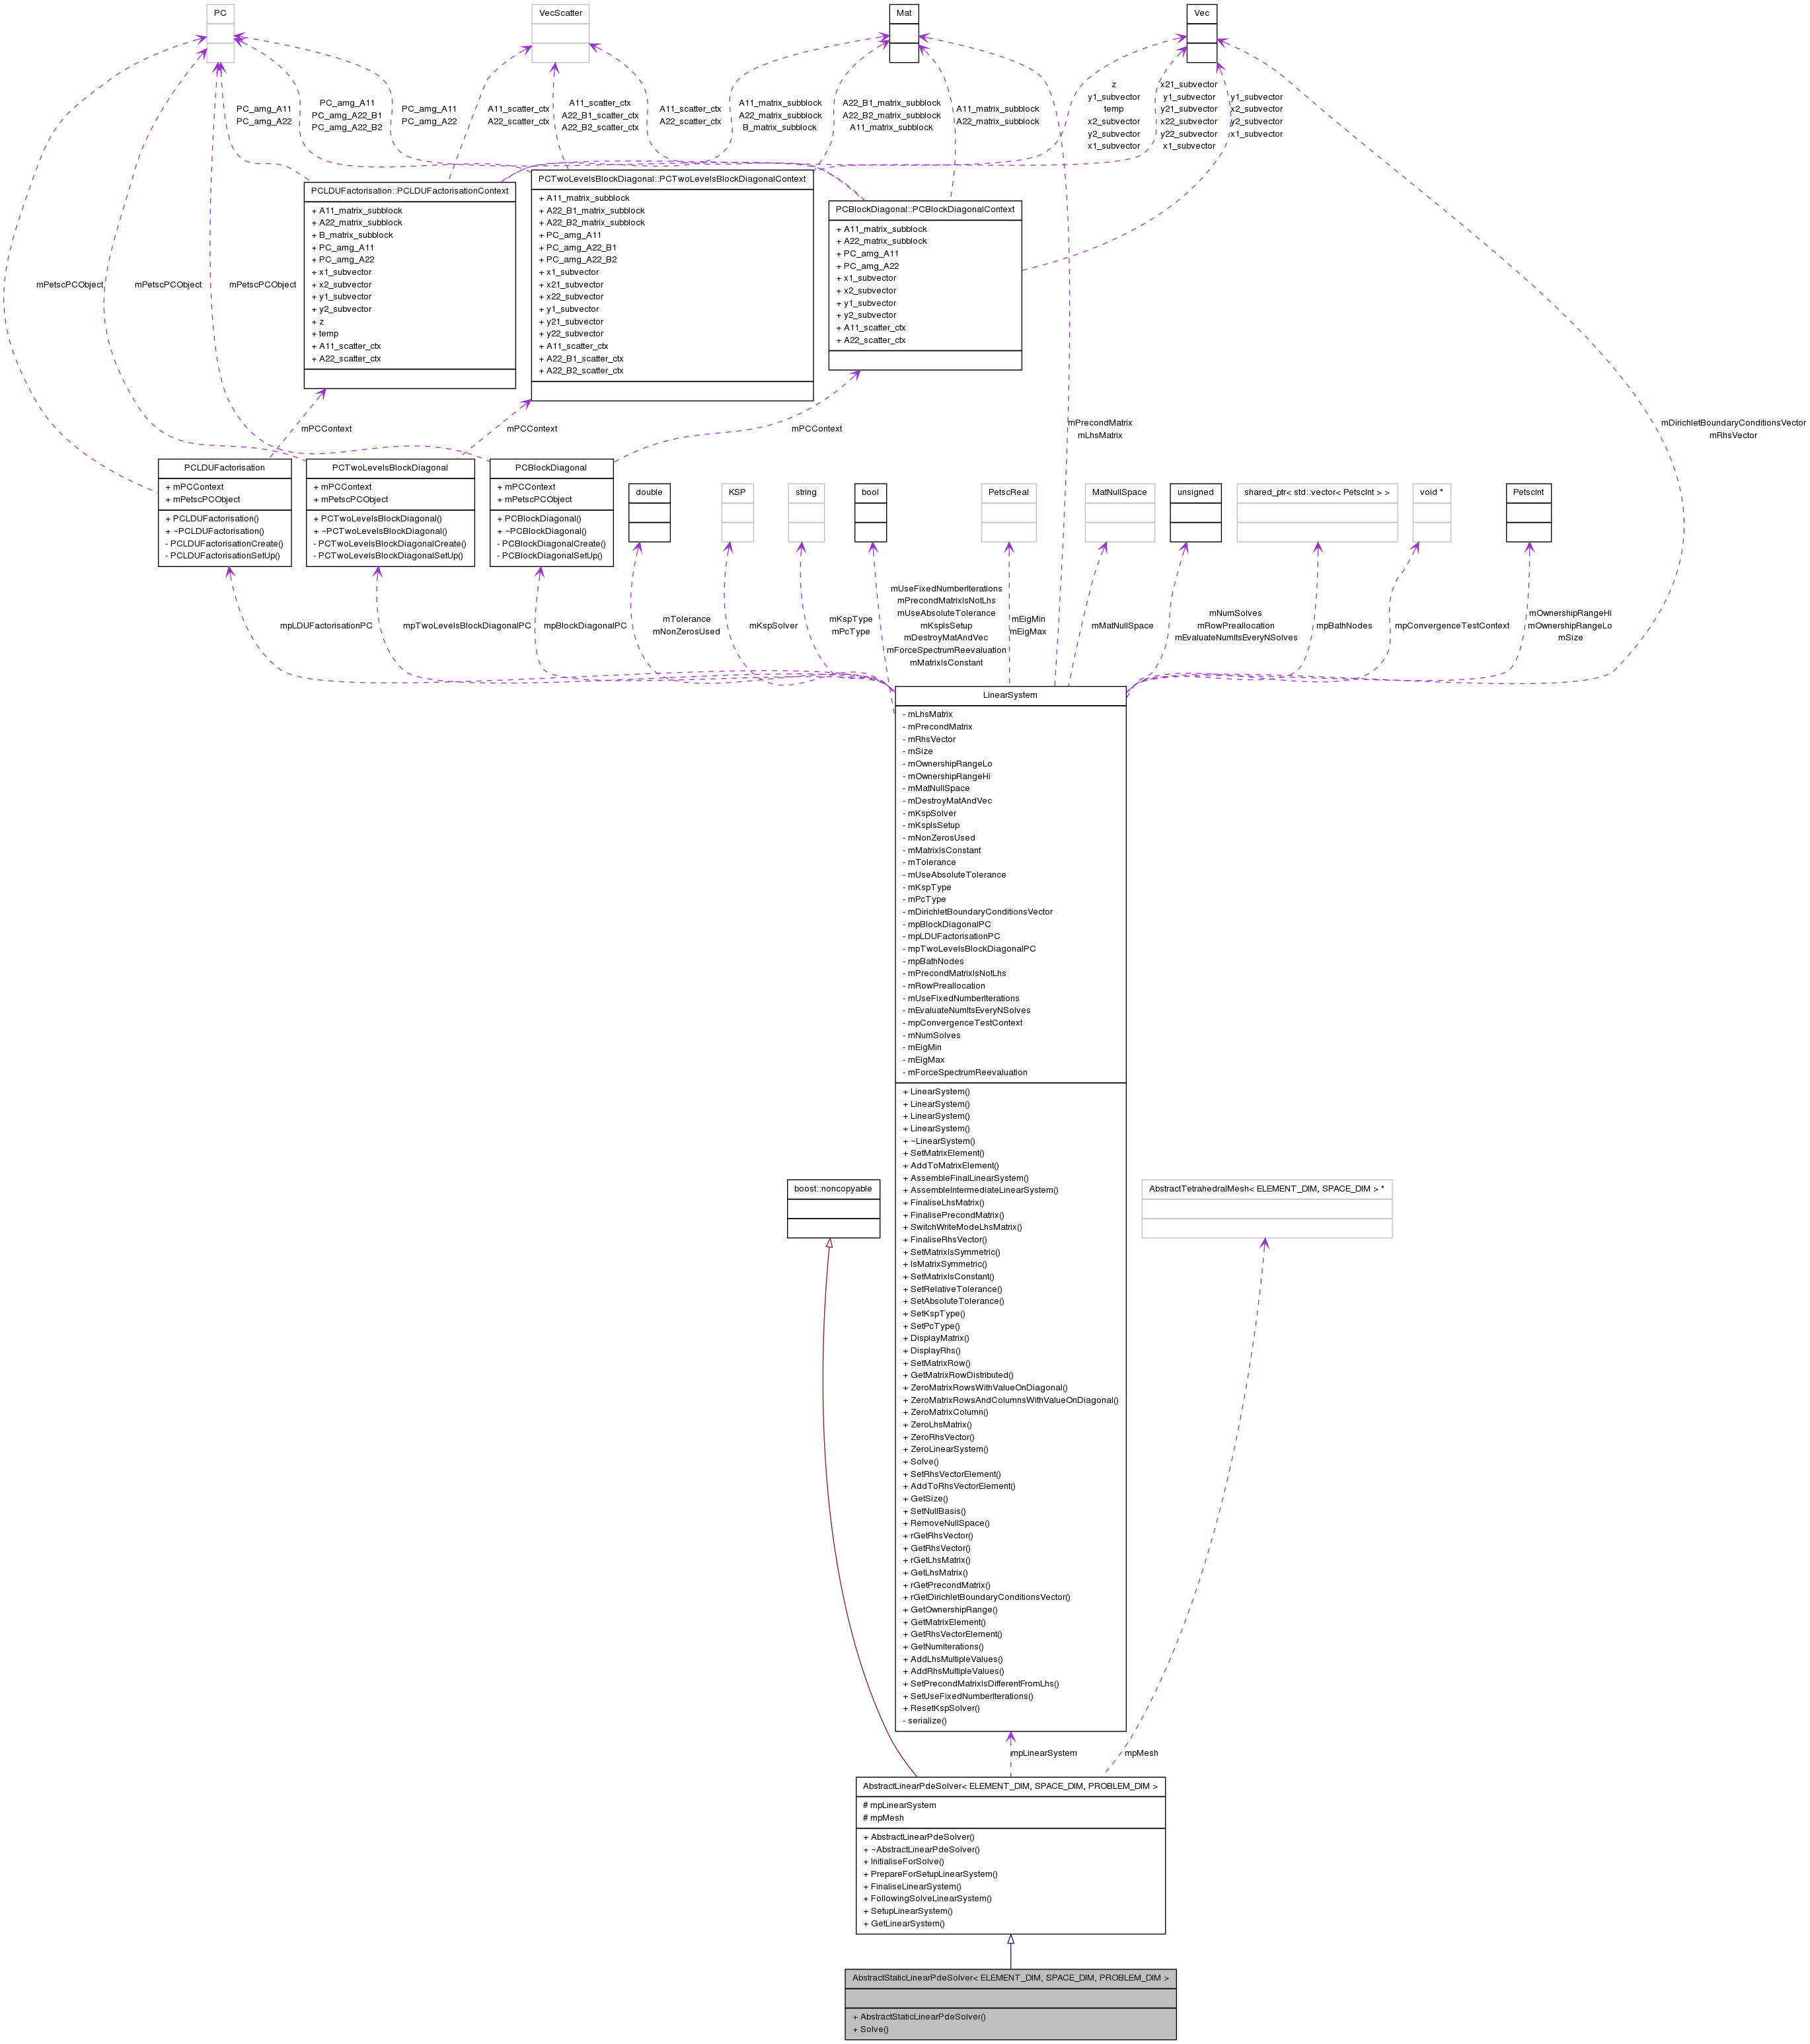 PC
VecScatter
Mat
Vec
PC_amg_A11
PC_amg_A22
PC_amg_A11
PC_amg_A22_B1
PC_amg_A22_B2
PC_amg_A11
PC_amg_A22
A11_scatter_ctx
A22_scatter_ctx
A11_scatter_ctx
A22_B1_scatter_ctx
A22_B2_scatter_ctx
A11_scatter_ctx
A22_scatter_ctx
A11_matrix_subblock
A22_matrix_subblock
B_matrix_subblock
A22_B1_matrix_subblock
A22_B2_matrix_subblock
A11_matrix_subblock
A11_matrix_subblock
A22_matrix_subblock
z
y1_subvector
temp
x2_subvector
y2_subvector
x1_subvector
x21_subvector
y1_subvector
y21_subvector
x22_subvector
y22_subvector
x1_subvector
y1_subvector
x2_subvector
y2_subvector
x1_subvector
PCLDUFactorisation::PCLDUFactorisationContext
+ A11_matrix_subblock
+ A22_matrix_subblock
+ B_matrix_subblock
+ PC_amg_A11
+ PC_amg_A22
+ x1_subvector
+ x2_subvector
+ y1_subvector
+ y2_subvector
+ z
+ temp
+ A11_scatter_ctx
+ A22_scatter_ctx
PCTwoLevelsBlockDiagonal::PCTwoLevelsBlockDiagonalContext
+ A11_matrix_subblock
+ A22_B1_matrix_subblock
+ A22_B2_matrix_subblock
+ PC_amg_A11
+ PC_amg_A22_B1
+ PC_amg_A22_B2
+ x1_subvector
+ x21_subvector
+ x22_subvector
+ y1_subvector
+ y21_subvector
+ y22_subvector
+ A11_scatter_ctx
+ A22_B1_scatter_ctx
+ A22_B2_scatter_ctx
PCBlockDiagonal::PCBlockDiagonalContext
+ A11_matrix_subblock
+ A22_matrix_subblock
+ PC_amg_A11
+ PC_amg_A22
+ x1_subvector
+ x2_subvector
+ y1_subvector
+ y2_subvector
+ A11_scatter_ctx
+ A22_scatter_ctx
mPetscPCObject
mPetscPCObject
mPetscPCObject
mPCContext
mPCContext
mPCContext
mPrecondMatrix
mLhsMatrix
mDirichletBoundaryConditionsVector
mRhsVector
PCLDUFactorisation
+ mPCContext
+ mPetscPCObject
+ PCLDUFactorisation()
+ ~PCLDUFactorisation()
- PCLDUFactorisationCreate()
- PCLDUFactorisationSetUp()
PCTwoLevelsBlockDiagonal
+ mPCContext
+ mPetscPCObject
+ PCTwoLevelsBlockDiagonal()
+ ~PCTwoLevelsBlockDiagonal()
- PCTwoLevelsBlockDiagonalCreate()
- PCTwoLevelsBlockDiagonalSetUp()
PCBlockDiagonal
+ mPCContext
+ mPetscPCObject
+ PCBlockDiagonal()
+ ~PCBlockDiagonal()
- PCBlockDiagonalCreate()
- PCBlockDiagonalSetUp()
double
KSP
string
bool
PetscReal
MatNullSpace
unsigned
shared_ptr< std::vector< PetscInt > >
void *
PetscInt
mpLDUFactorisationPC
mpTwoLevelsBlockDiagonalPC
mpBlockDiagonalPC
mTolerance
mNonZerosUsed
mKspSolver
mKspType
mPcType
mUseFixedNumberIterations
mPrecondMatrixIsNotLhs
mUseAbsoluteTolerance
mKspIsSetup
mDestroyMatAndVec
mForceSpectrumReevaluation
mMatrixIsConstant
mEigMin
mEigMax
mMatNullSpace
mNumSolves
mRowPreallocation
mEvaluateNumItsEveryNSolves
mpBathNodes
mpConvergenceTestContext
mOwnershipRangeHi
mOwnershipRangeLo
mSize
LinearSystem
- mLhsMatrix
- mPrecondMatrix
- mRhsVector
- mSize
- mOwnershipRangeLo
- mOwnershipRangeHi
- mMatNullSpace
- mDestroyMatAndVec
- mKspSolver
- mKspIsSetup
- mNonZerosUsed
- mMatrixIsConstant
- mTolerance
- mUseAbsoluteTolerance
- mKspType
- mPcType
- mDirichletBoundaryConditionsVector
- mpBlockDiagonalPC
- mpLDUFactorisationPC
- mpTwoLevelsBlockDiagonalPC
- mpBathNodes
- mPrecondMatrixIsNotLhs
- mRowPreallocation
- mUseFixedNumberIterations
- mEvaluateNumItsEveryNSolves
- mpConvergenceTestContext
- mNumSolves
- mEigMin
- mEigMax
- mForceSpectrumReevaluation
+ LinearSystem()
+ LinearSystem()
+ LinearSystem()
+ LinearSystem()
+ ~LinearSystem()
+ SetMatrixElement()
+ AddToMatrixElement()
+ AssembleFinalLinearSystem()
+ AssembleIntermediateLinearSystem()
+ FinaliseLhsMatrix()
+ FinalisePrecondMatrix()
+ SwitchWriteModeLhsMatrix()
+ FinaliseRhsVector()
+ SetMatrixIsSymmetric()
+ IsMatrixSymmetric()
+ SetMatrixIsConstant()
+ SetRelativeTolerance()
+ SetAbsoluteTolerance()
+ SetKspType()
+ SetPcType()
+ DisplayMatrix()
+ DisplayRhs()
+ SetMatrixRow()
+ GetMatrixRowDistributed()
+ ZeroMatrixRowsWithValueOnDiagonal()
+ ZeroMatrixRowsAndColumnsWithValueOnDiagonal()
+ ZeroMatrixColumn()
+ ZeroLhsMatrix()
+ ZeroRhsVector()
+ ZeroLinearSystem()
+ Solve()
+ SetRhsVectorElement()
+ AddToRhsVectorElement()
+ GetSize()
+ SetNullBasis()
+ RemoveNullSpace()
+ rGetRhsVector()
+ GetRhsVector()
+ rGetLhsMatrix()
+ GetLhsMatrix()
+ rGetPrecondMatrix()
+ rGetDirichletBoundaryConditionsVector()
+ GetOwnershipRange()
+ GetMatrixElement()
+ GetRhsVectorElement()
+ GetNumIterations()
+ AddLhsMultipleValues()
+ AddRhsMultipleValues()
+ SetPrecondMatrixIsDifferentFromLhs()
+ SetUseFixedNumberIterations()
+ ResetKspSolver()
- serialize()
boost::noncopyable
AbstractTetrahedralMesh< ELEMENT_DIM, SPACE_DIM > *
mpLinearSystem
mpMesh
AbstractLinearPdeSolver< ELEMENT_DIM, SPACE_DIM, PROBLEM_DIM >
# mpLinearSystem
# mpMesh
+ AbstractLinearPdeSolver()
+ ~AbstractLinearPdeSolver()
+ InitialiseForSolve()
+ PrepareForSetupLinearSystem()
+ FinaliseLinearSystem()
+ FollowingSolveLinearSystem()
+ SetupLinearSystem()
+ GetLinearSystem()
AbstractStaticLinearPdeSolver< ELEMENT_DIM, SPACE_DIM, PROBLEM_DIM >
+ AbstractStaticLinearPdeSolver()
+ Solve()